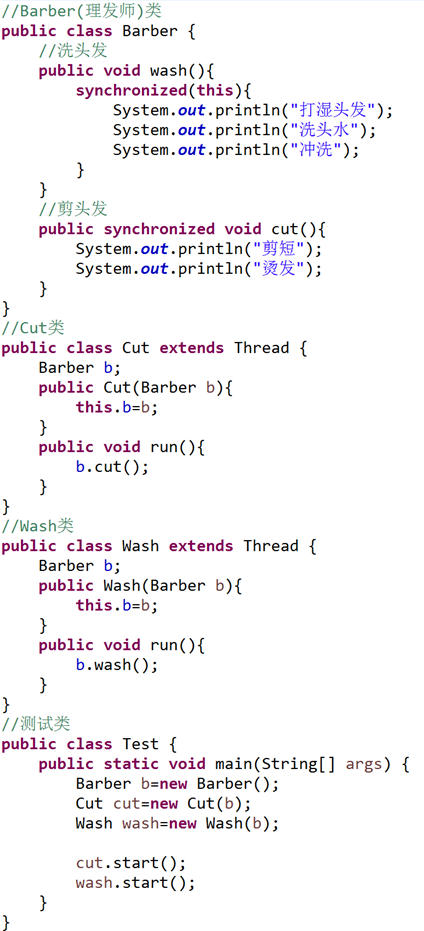 //Barber(理发师)类
public class Barber {
    //洗头发
    public void wash(){
        synchronized(this){
            System.out.println("打湿头发");
            System.out.println("洗头水");
            System.out.println("冲洗");
        }
    }
    //剪头发
    public synchronized void cut(){
        System.out.println("剪短");
        System.out.println("烫发");
    }
}
//Cut类
public class Cut extends Thread {
    Barber b;
    public Cut(Barber b){
        this.b=b;
    }
    public void run(){
        b.cut();
    }
}
//Wash类
public class Wash extends Thread {
    Barber b;
    public Wash(Barber b){
        this.b=b;
    }
    public void run(){
        b.wash();
    }
}
//测试类
public class Test {
    public static void main(String[] args) {
        Barber b=new Barber();
        Cut cut=new Cut(b);
        Wash wash=new Wash(b);

        cut.start();
        wash.start();
    }
}